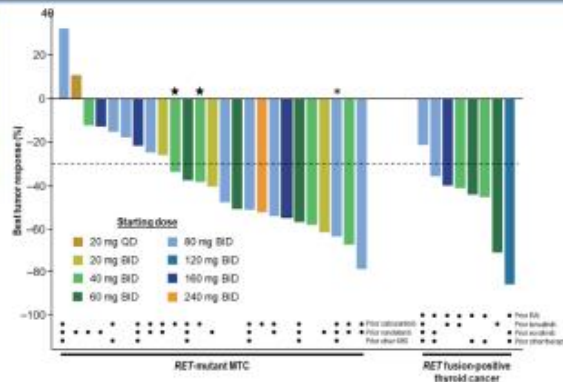 40
20
0
−20
−40
−60
−80
−100
Best tumor response (%)
★ ★ *
Starting dose
20 mg QD
20 mg BID
40 mg BID
60 mg BID
80 mg BID
120 mg BID
160 mg BID
240 mg BID
Prior cabozantinib
Prior vandetanib
Prior other MKI
Prior RAI
Prior lenvatinib
Prior sorafenib
Prior other therapy
RET-mutant MTC
RET fusion-positive
thyroid cancer